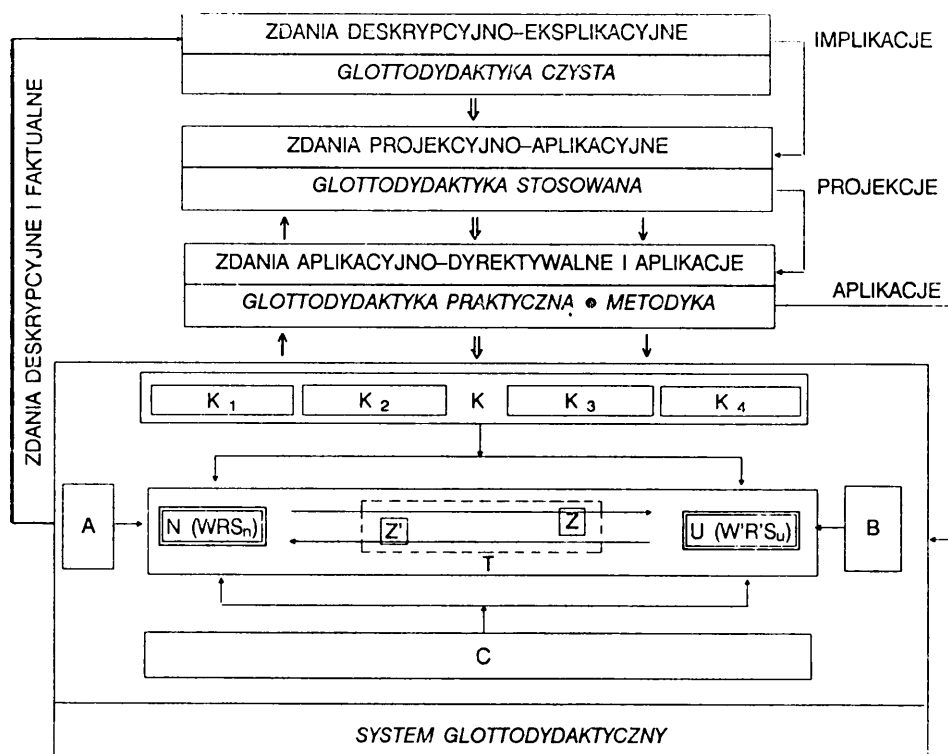 ZDANIA DESKRYPCYJNO–EKSPLIKACYJNE
IMPLIKACJE
GLOTTODYDAKTYKA CZYSTA
ZDANIA PROJEKCYJNO–APLIKACYJNE
GLOTTODYDAKTYKA STOSOWANA
PROJEKCJE
ZDANIA APLIKACYJNO–DYREKTYWALNE I APLIKACJE
GLOTTODYDAKTYKA PRAKTYCZNA • METODYKA
APLIKACJE
ZDANIA DESKRYPCYJNE I FAKTUALNE
K₁ K₂ K K₃ K₄
A N (WRSₙ) Z' Z U (W'R'Sᵤ) B
T
C
SYSTEM GLOTTODYDAKTYCZNY